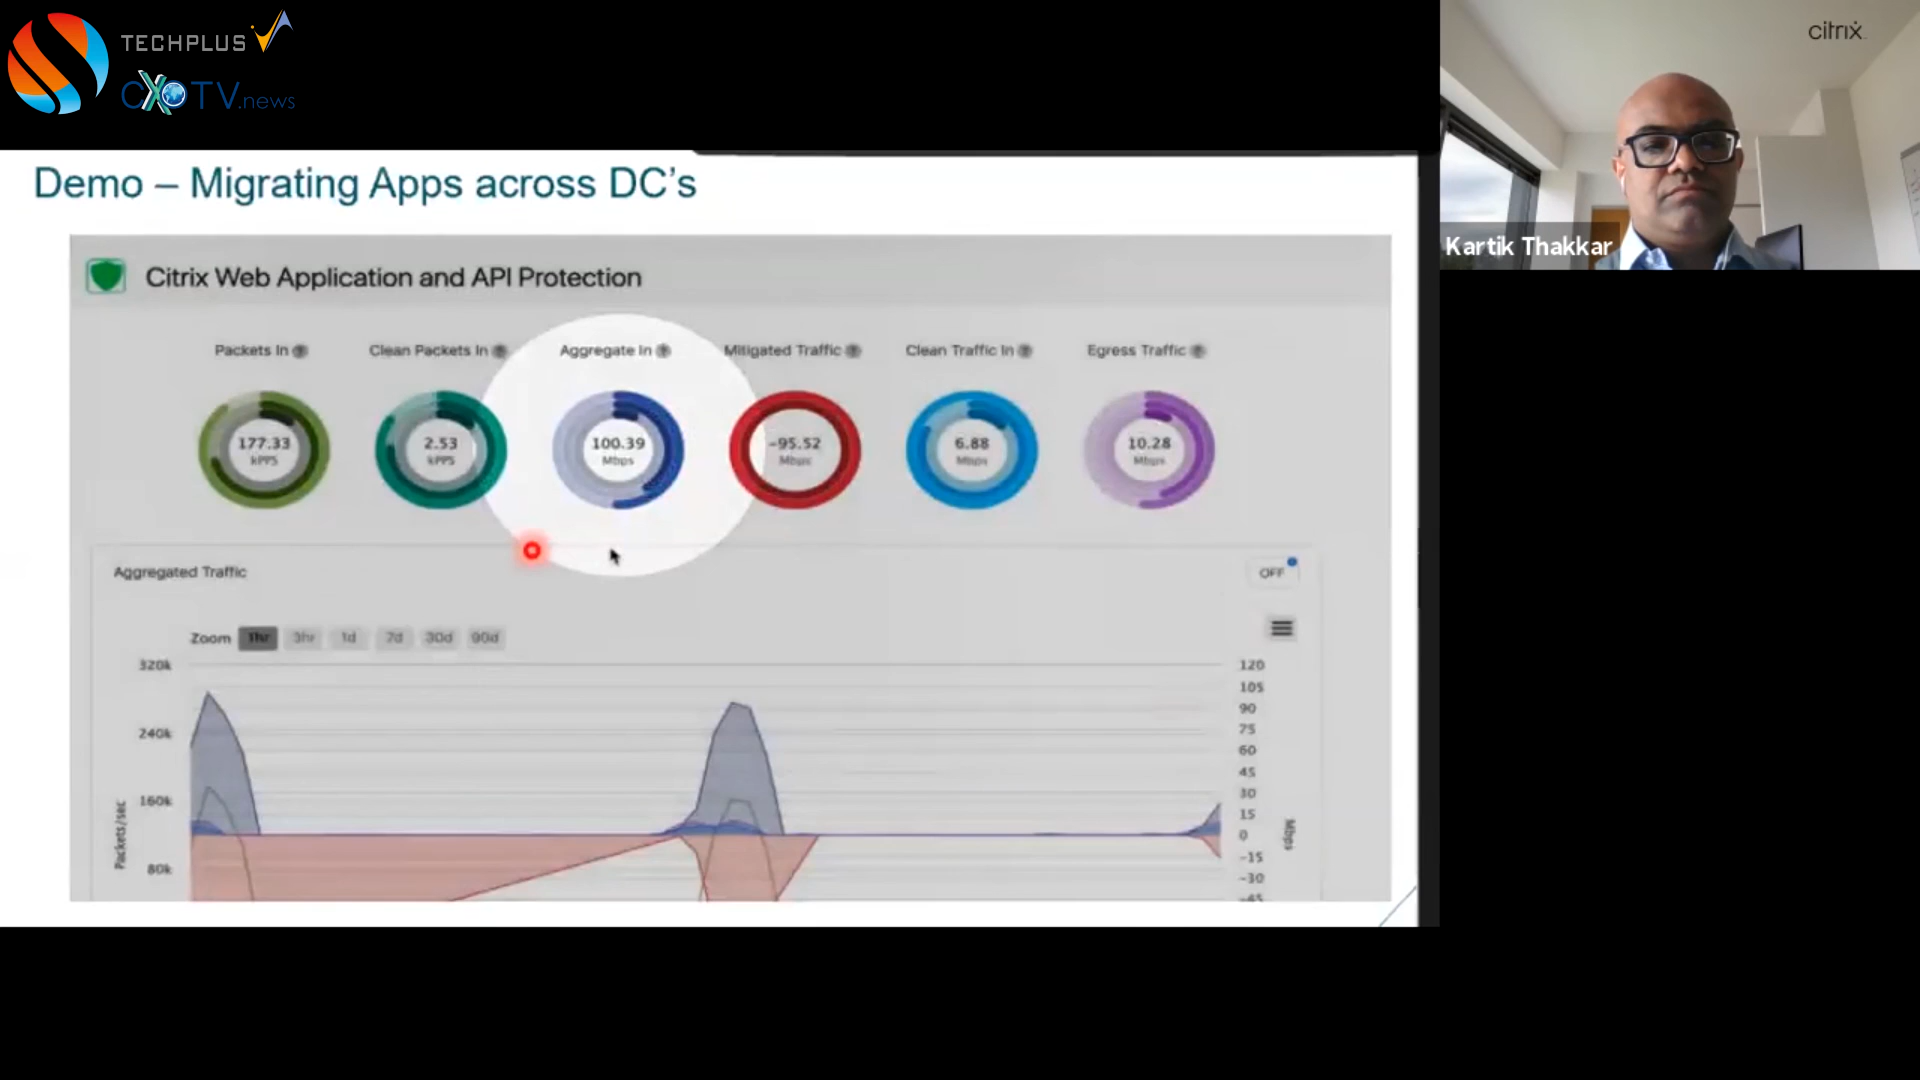 TECHPLUS
CXOTV.news
citrix
Kartik Thakkar
Demo – Migrating Apps across DC's
Citrix Web Application and API Protection
Packets In ?
Clean Packets In ?
Aggregate In ?
Mitigated Traffic ?
Clean Traffic In ?
Egress Traffic ?
177.33
kPPS
2.53
kPPS
100.39
Mbps
-95.52
Mbps
6.88
Mbps
10.28
Mbps
Aggregated Traffic
OFF
Zoom 1hr 3hr 1d 7d 30d 90d
320k
240k
160k
80k
Packets/sec
120
105
90
75
60
45
30
15
0
-15
-30
-45
Mbps